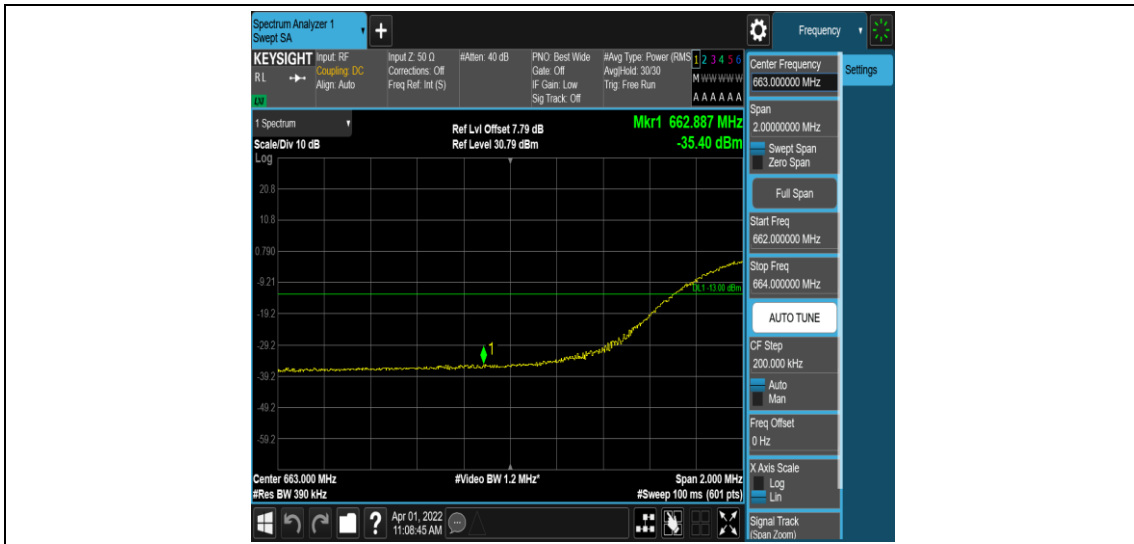 Spectrum Analyzer 1
Swept SA
+
Frequency
KEYSIGHT
RL
Input: RF
Coupling: DC
Align: Auto
Input Z: 50 Ω
Corrections: Off
Freq Ref: Int (S)
#Atten: 40 dB
PNO: Best Wide
Gate: Off
IF Gain: Low
Sig Track: Off
#Avg Type: Power (RMS
Avg|Hold: 30/30
Trig: Free Run
1 2 3 4 5 6
M W W W W W
A A A A A A
1 Spectrum
Scale/Div 10 dB
Log
Ref Lvl Offset 7.79 dB
Ref Level 30.79 dBm
Mkr1 662.887 MHz
-35.40 dBm
20.8
10.8
0.790
-9.21
DL1 -13.00 dBm
-19.2
-29.2
1
-39.2
-49.2
-59.2
Center 663.000 MHz
#Res BW 390 kHz
#Video BW 1.2 MHz*
Span 2.000 MHz
#Sweep 100 ms (601 pts)
Center Frequency
663.000000 MHz
Settings
Span
2.00000000 MHz
Swept Span
Zero Span
Full Span
Start Freq
662.000000 MHz
Stop Freq
664.000000 MHz
AUTO TUNE
CF Step
200.000 kHz
Auto
Man
Freq Offset
0 Hz
X Axis Scale
Log
Lin
Signal Track
(Span Zoom)
?
Apr 01, 2022
11:08:45 AM